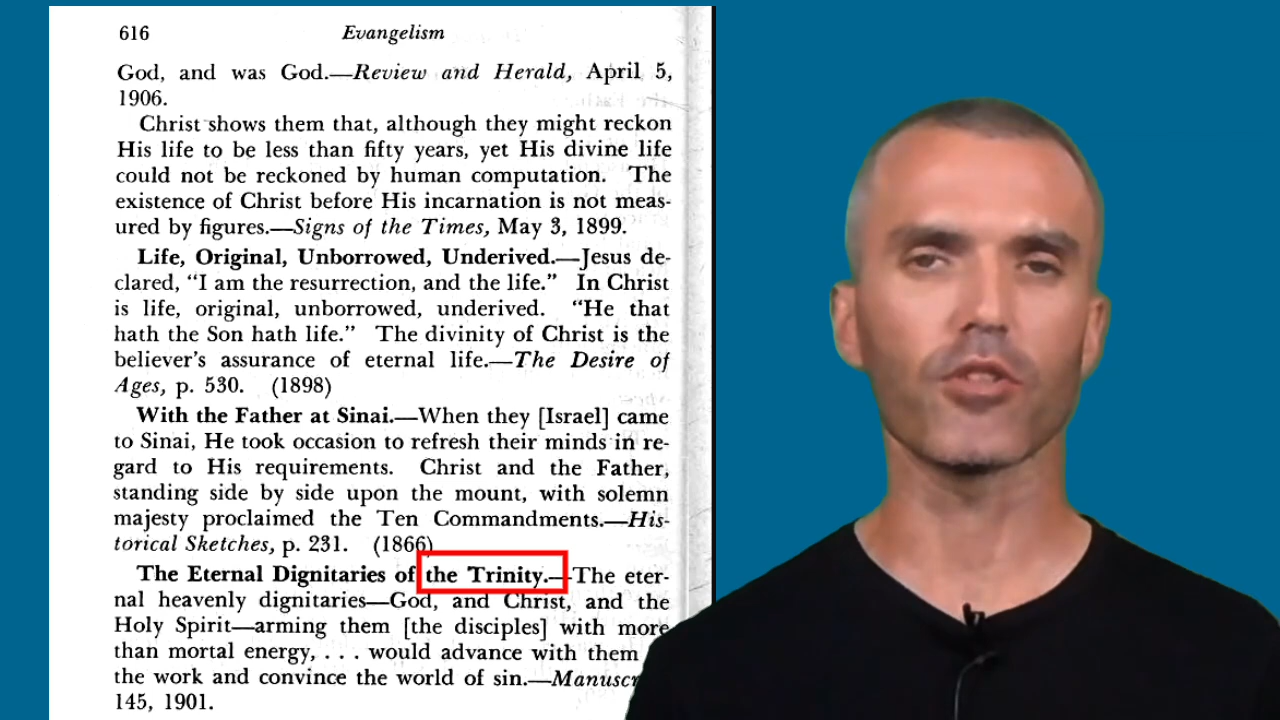 616 Evangelism
God, and was God.—Review and Herald, April 5,
1906.
Christ shows them that, although they might reckon
His life to be less than fifty years, yet His divine life
could not be reckoned by human computation. The
existence of Christ before His incarnation is not meas-
ured by figures.—Signs of the Times, May 3, 1899.
Life, Original, Unborrowed, Underived.—Jesus de-
clared, “I am the resurrection, and the life.” In Christ
is life, original, unborrowed, underived. “He that
hath the Son hath life.” The divinity of Christ is the
believer’s assurance of eternal life.—The Desire of
Ages, p. 530. (1898)
With the Father at Sinai.—When they [Israel] came
to Sinai, He took occasion to refresh their minds in re-
gard to His requirements. Christ and the Father,
standing side by side upon the mount, with solemn
majesty proclaimed the Ten Commandments.—His-
torical Sketches, p. 231. (1866)
The Eternal Dignitaries of the Trinity.—The eter-
nal heavenly dignitaries—God, and Christ, and the
Holy Spirit—arming them [the disciples] with more
than mortal energy, . . . would advance with them
the work and convince the world of sin.—Manuscr
145, 1901.